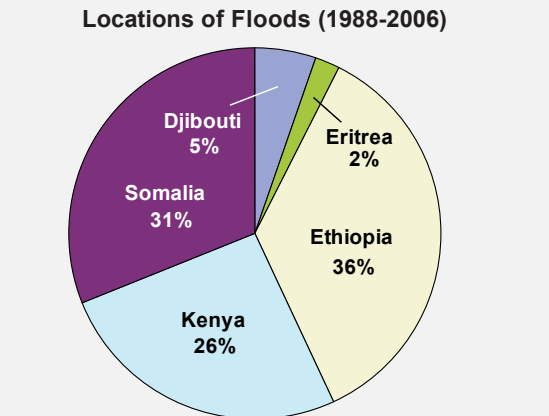 Locations of Floods (1988-2006)
Djibouti
5%
Eritrea
2%
Somalia
31%
Ethiopia
36%
Kenya
26%